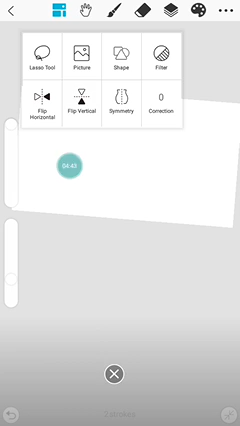 Lasso Tool
Picture
Shape
Filter
Flip
Horizontal
Flip Vertical
Symmetry
0
Correction
04:43